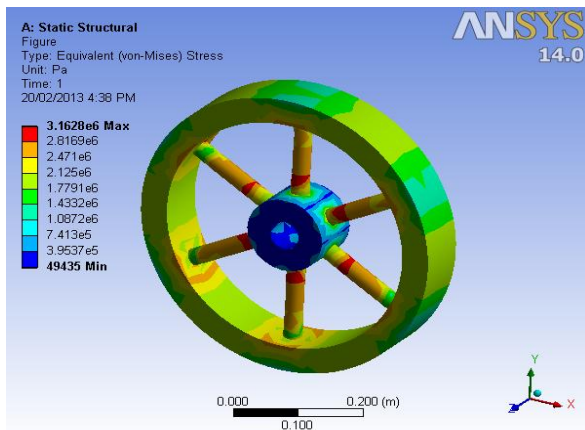 A: Static Structural
Figure
Type: Equivalent (von-Mises) Stress
Unit: Pa
Time: 1
20/02/2013 4:38 PM
ANSYS
14.0
3.1628e6 Max
2.8169e6
2.471e6
2.125e6
1.7791e6
1.4332e6
1.0872e6
7.413e5
3.9537e5
49435 Min
0.000
0.200 (m)
0.100
Y
Z
X